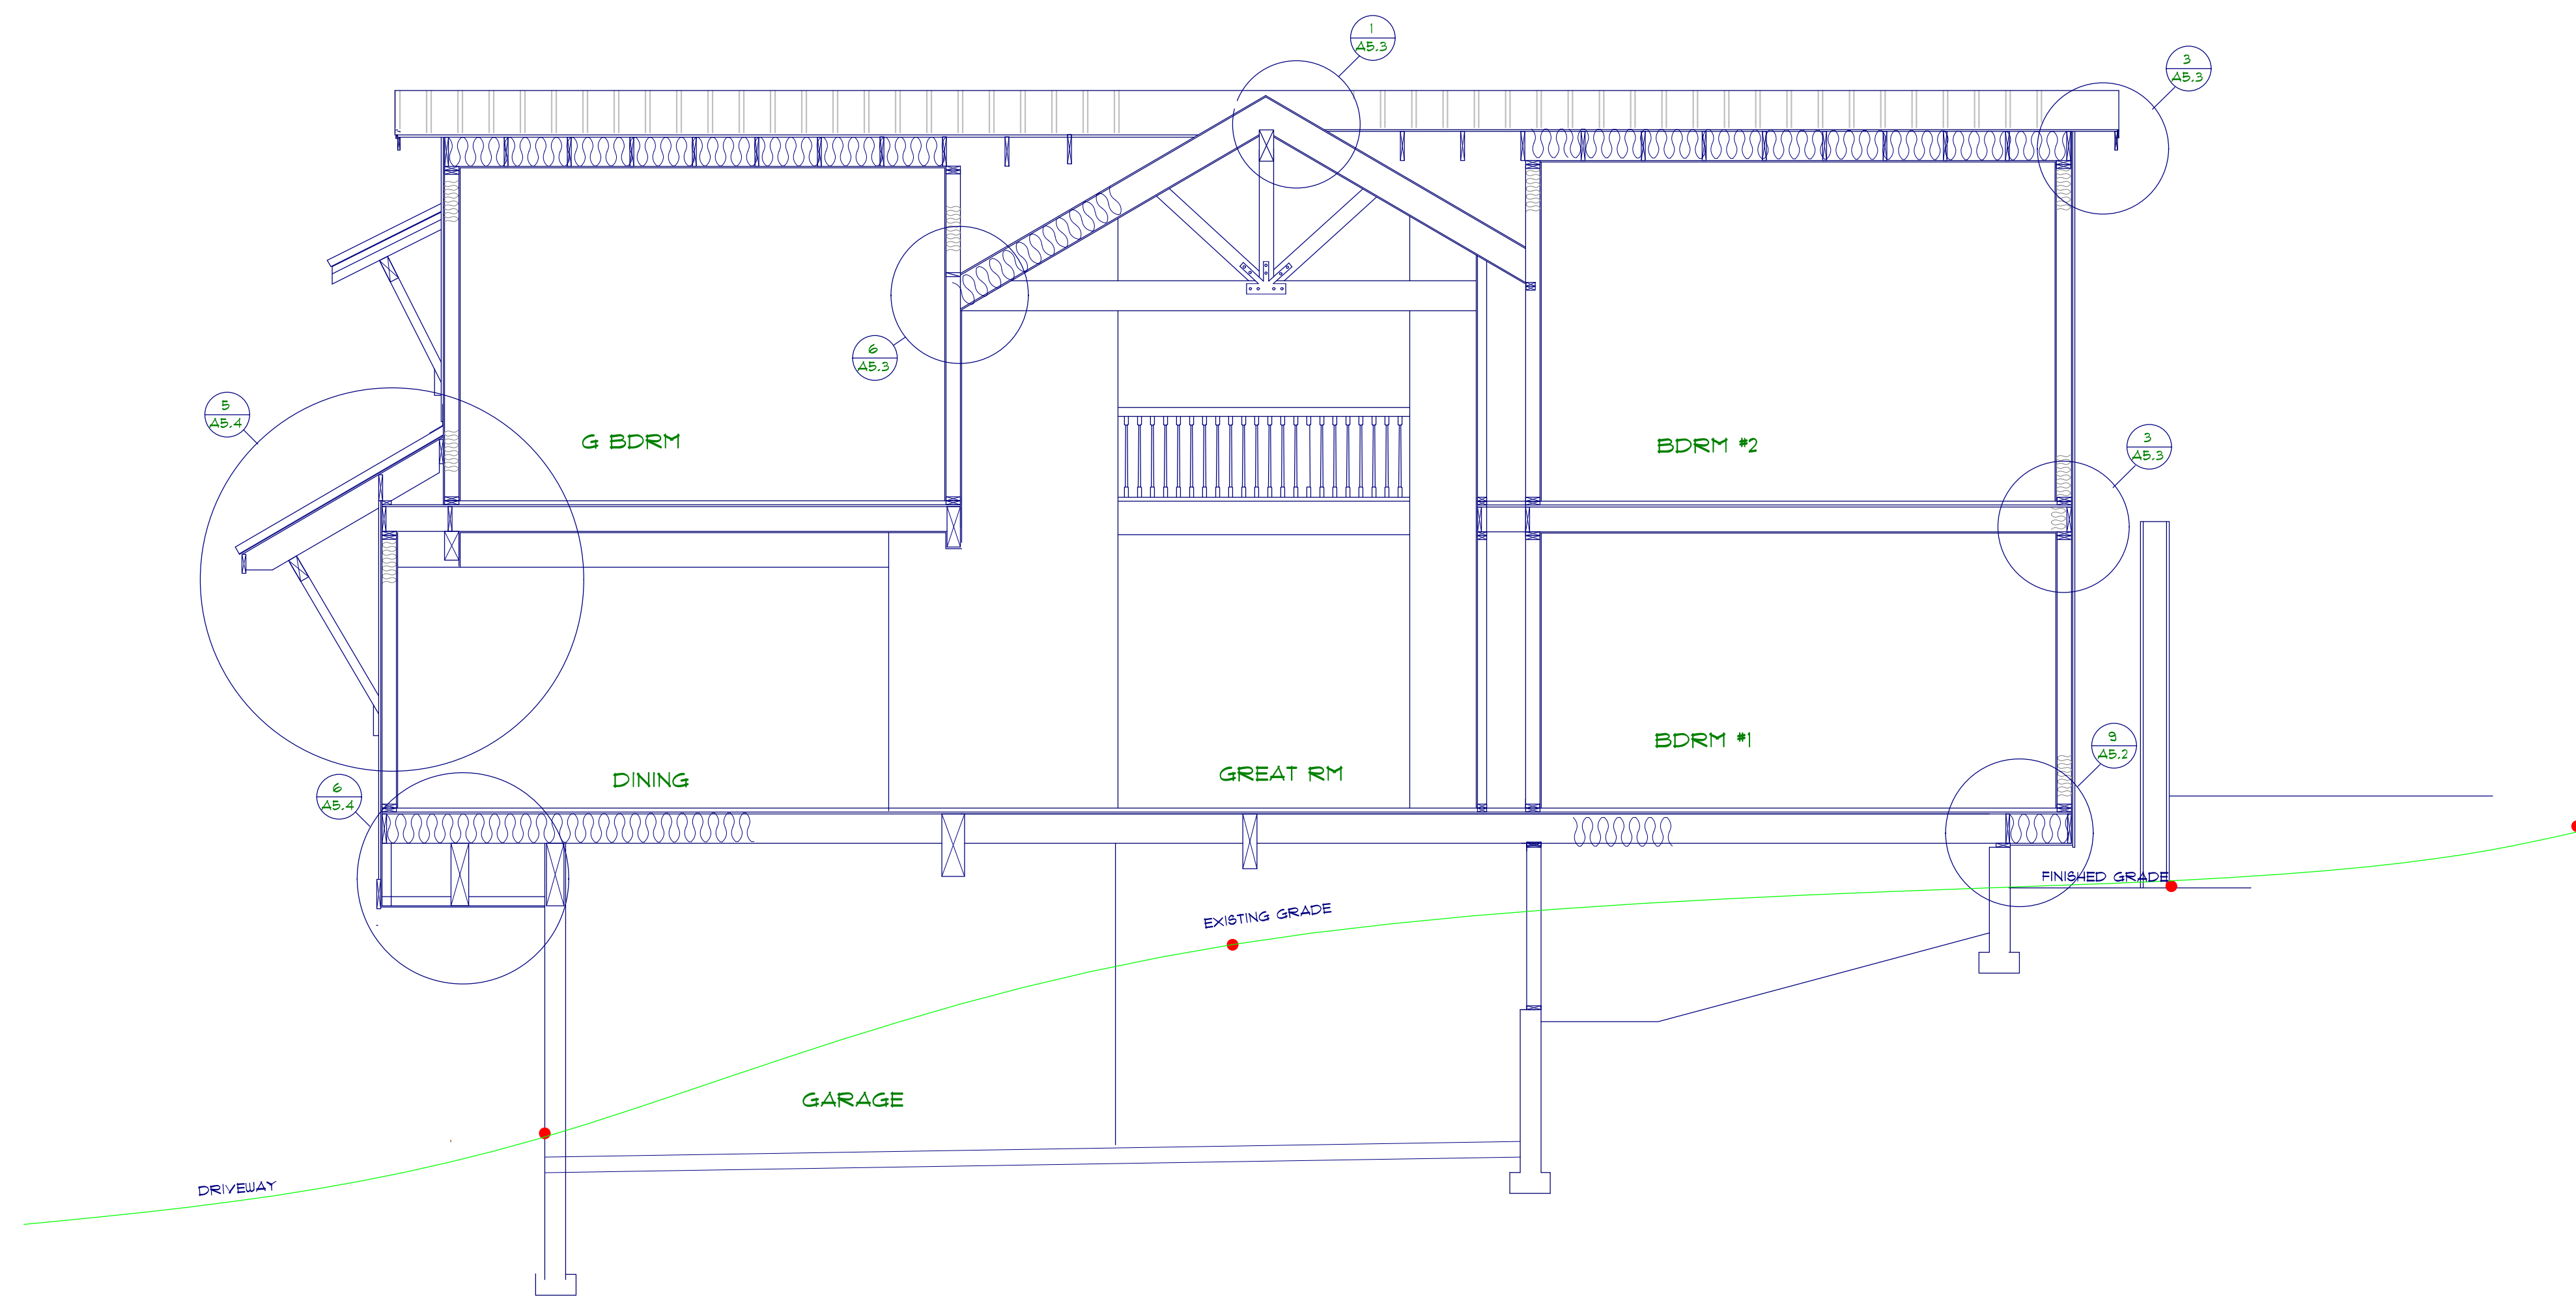 1
A5.3
3
A5.3
6
A5.3
5
A5.4
G BDRM
BDRM #2
3
A5.3
BDRM #1
9
A5.2
DINING
GREAT RM
6
A5.4
FINISHED GRADE
EXISTING GRADE
GARAGE
DRIVEWAY